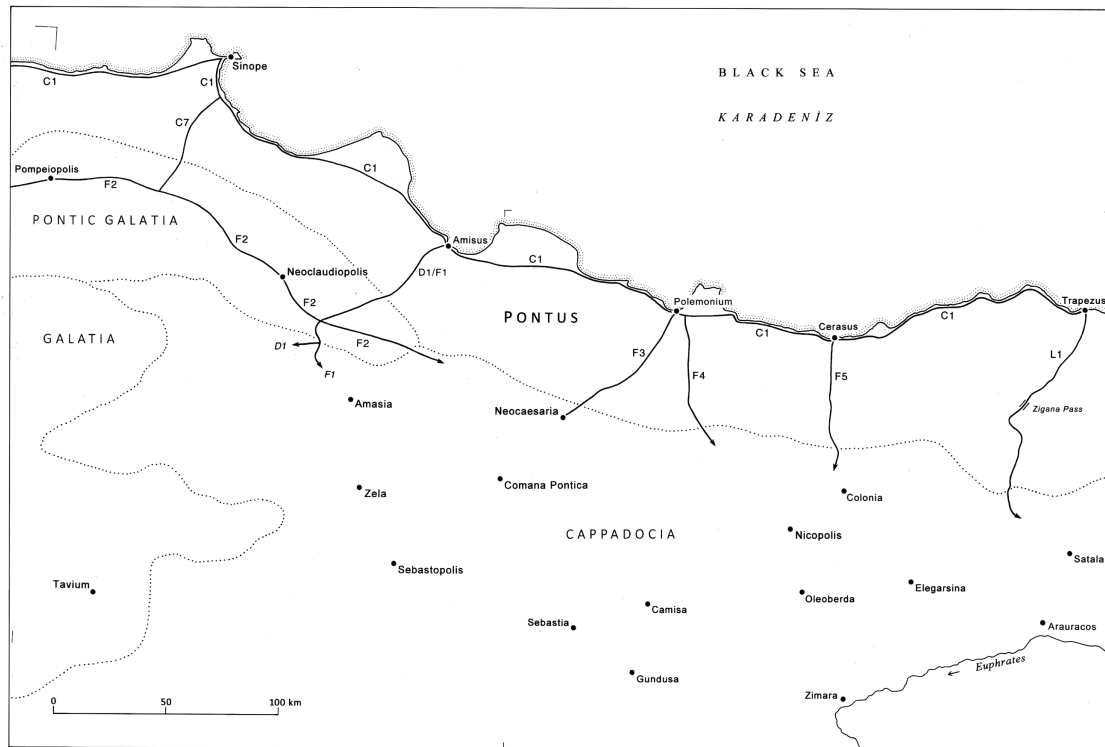 BLACK SEA
KARADENİZ
Sinope
C1
C1
C7
Pompeiopolis
F2
C1
PONTIC GALATIA
F2
Amisus
D1/F1
C1
Neoclaudiopolis
F2
PONTUS
Polemonium
Trapezus
GALATIA
D1
F2
F1
C1
Cerasus
C1
F3
F4
F5
L1
Amasia
Neocaesaria
Zigana Pass
Zela
Comana Pontica
Colonia
CAPPADOCIA
Nicopolis
Satala
Sebastopolis
Tavium
Elegarsina
Oleoberda
Camisa
Sebastia
Arauracos
Gundusa
Euphrates
←
Zimara
0 50 100 km